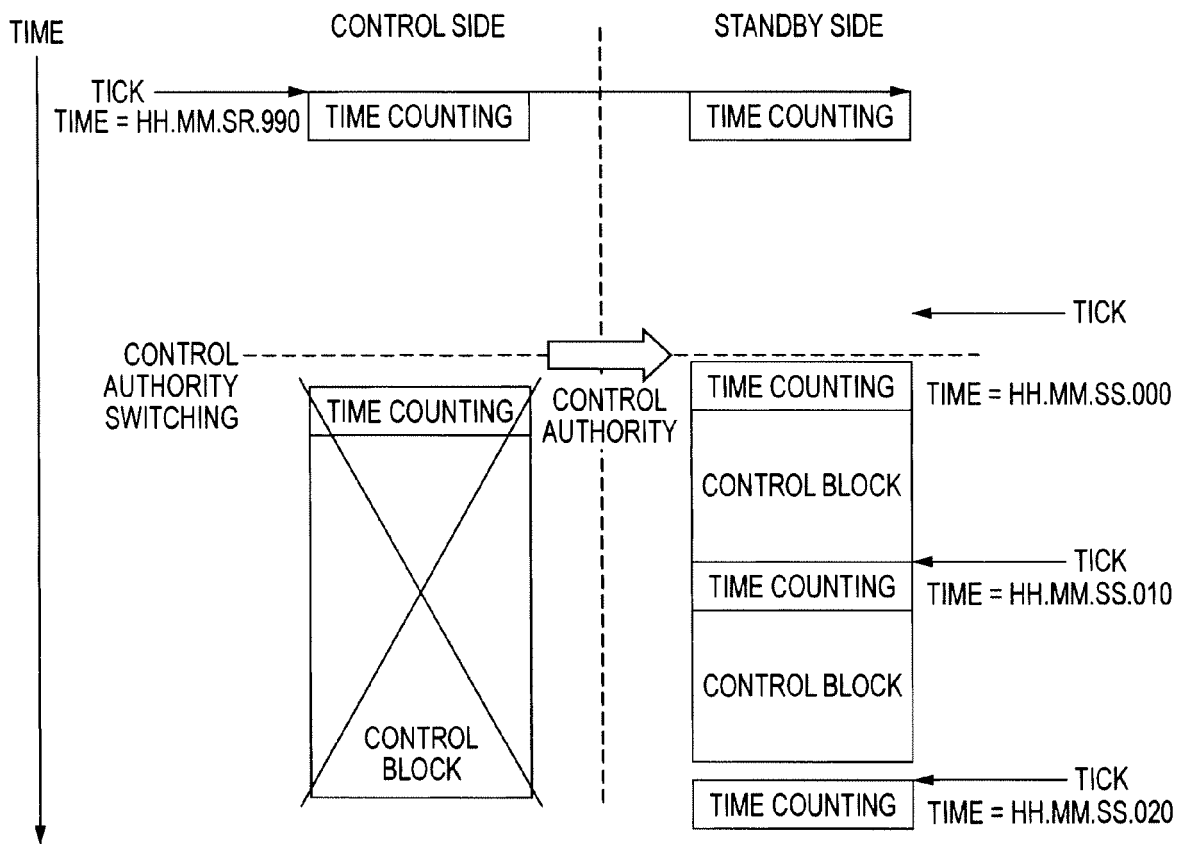 TIME
CONTROL SIDE
STANDBY SIDE
TICK
TIME = HH.MM.SR.990
TIME COUNTING
TIME COUNTING
TICK
CONTROL
AUTHORITY
SWITCHING
CONTROL
AUTHORITY
TIME COUNTING
TIME COUNTING
TIME = HH.MM.SS.000
CONTROL BLOCK
TICK
TIME COUNTING
TIME = HH.MM.SS.010
CONTROL BLOCK
CONTROL
BLOCK
TICK
TIME COUNTING
TIME = HH.MM.SS.020